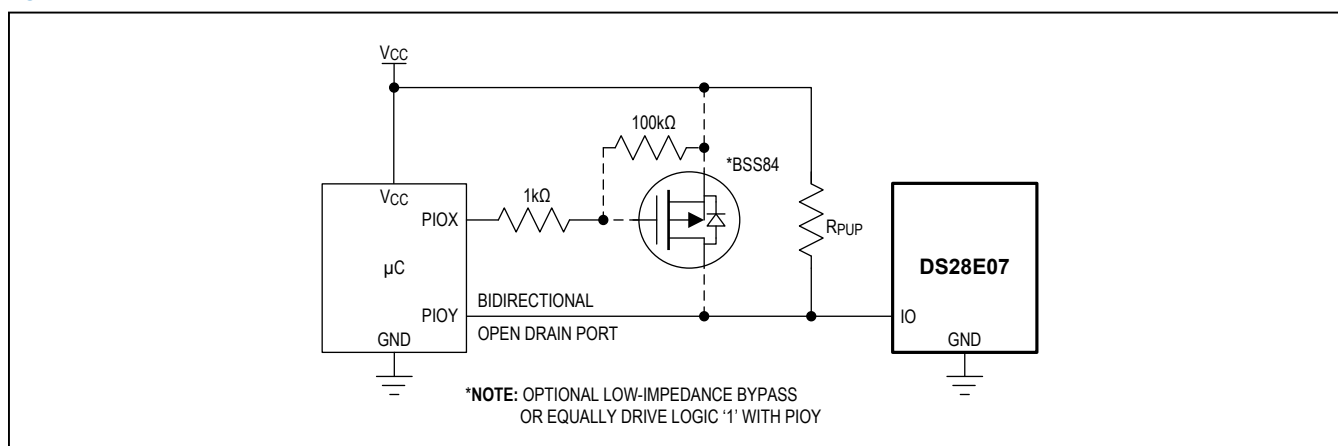 VCC
100kΩ
*BSS84
VCC
1kΩ
PIOX
RPUP
DS28E07
µC
BIDIRECTIONAL
PIOY
IO
OPEN DRAIN PORT
GND
GND
*NOTE: OPTIONAL LOW-IMPEDANCE BYPASS
OR EQUALLY DRIVE LOGIC ‘1’ WITH PIOY